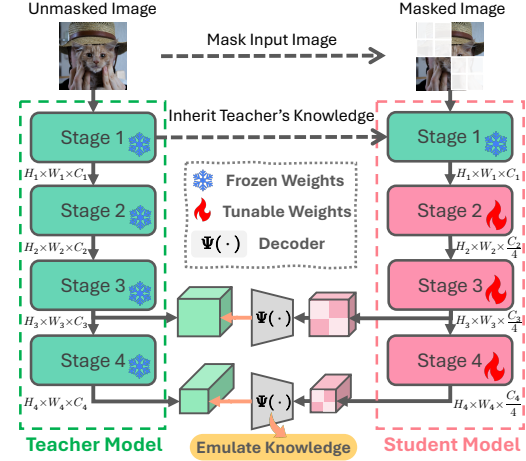 Unmasked Image
Masked Image
Mask Input Image
Inherit Teacher's Knowledge
Stage 1
Stage 1
H₁×W₁×C₁
H₁×W₁×C₁
Frozen Weights
Stage 2
Stage 2
Tunable Weights
H₂×W₂×C₂
H₂×W₂×C₂/4
Ψ(·) Decoder
Stage 3
Stage 3
H₃×W₃×C₃
Ψ(·)
H₃×W₃×C₃/4
Stage 4
Stage 4
H₄×W₄×C₄
Ψ(·)
H₄×W₄×C₄/4
Teacher Model
Emulate Knowledge
Student Model